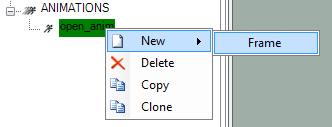 ANIMATIONS
open_anim
New
Frame
Delete
Copy
Clone